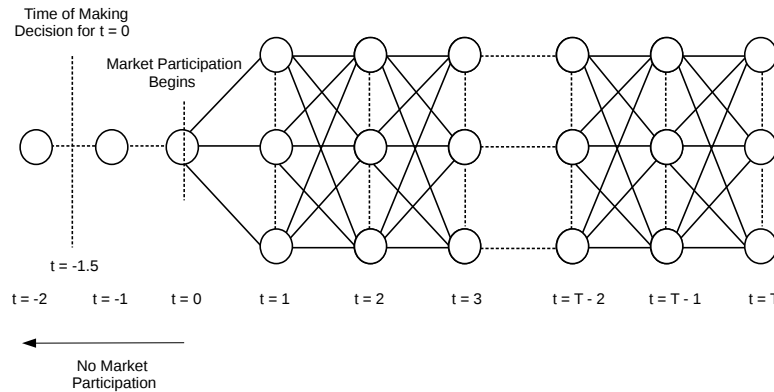 Time of Making
Decision for t = 0
Market Participation
Begins
t = -1.5
t = -2
t = -1
t = 0
t = 1
t = 2
t = 3
t = T - 2
t = T - 1
t = T
No Market
Participation